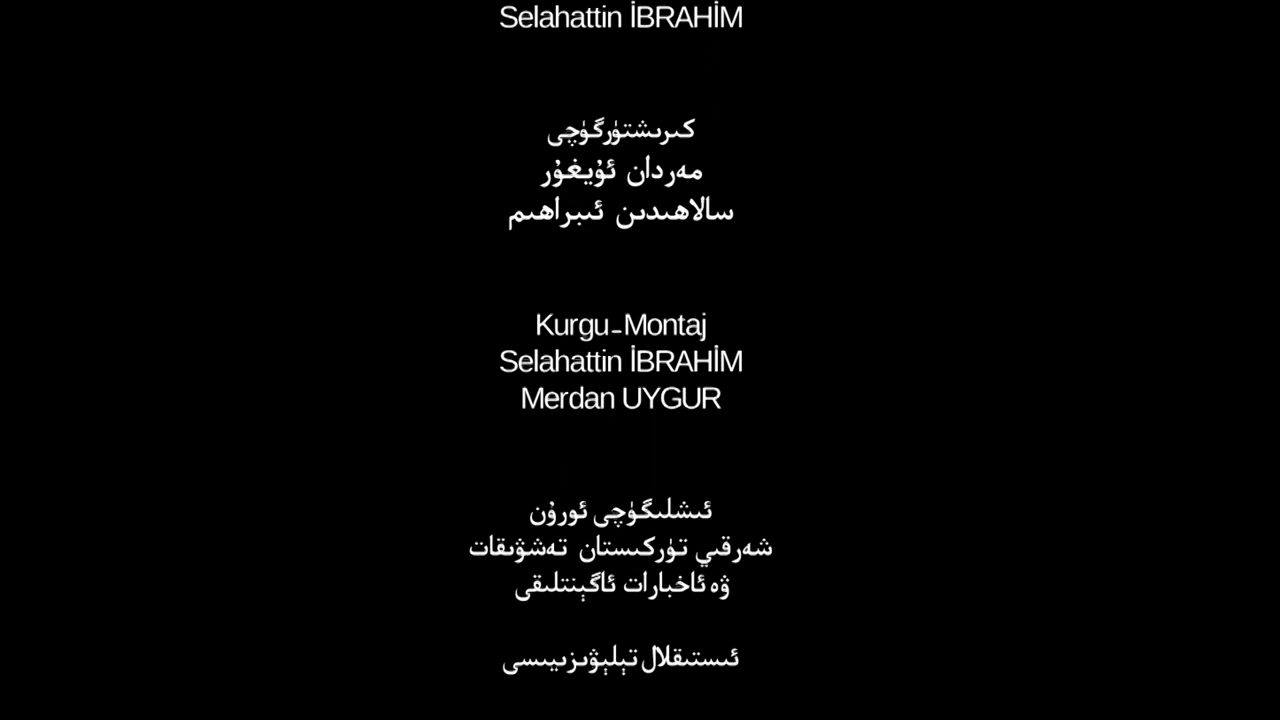 Selahattin İBRAHİM
كىرىشتۈرگۈچى
مەردان ئۇيغۇر
سالاھىدىن ئىبراھىم
Kurgu-Montaj
Selahattin İBRAHİM
Merdan UYGUR
ئىشلىگۈچى ئورۇن
شەرقىي تۈركىستان تەشۋىقات
ۋە ئاخبارات ئاگېنتلىقى
ئىستىقلال تېلېۋىزىيىسى